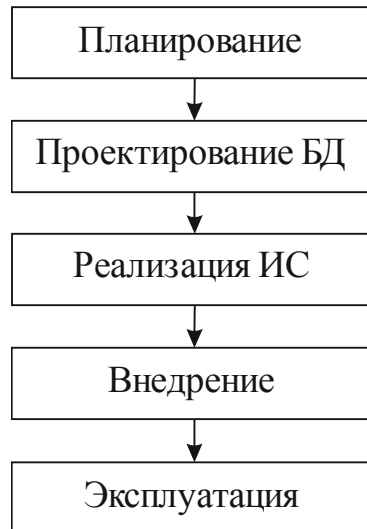 Планирование
Проектирование БД
Реализация ИС
Внедрение
Эксплуатация